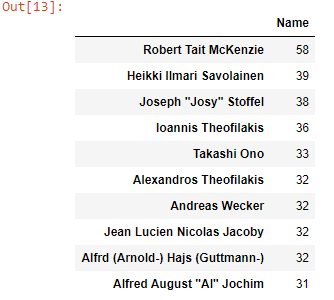 Out[13]:
Name
Robert Tait McKenzie 58
Heikki Ilmari Savolainen 39
Joseph "Josy" Stoffel 38
Ioannis Theofilakis 36
Takashi Ono 33
Alexandros Theofilakis 32
Andreas Wecker 32
Jean Lucien Nicolas Jacoby 32
Alfrd (Arnold-) Hajs (Guttmann-) 32
Alfred August "Al" Jochim 31